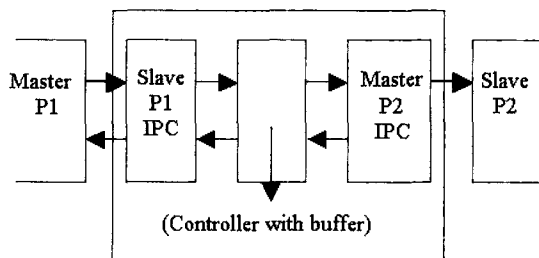 Master
P1
Slave
P1
IPC
Master
P2
IPC
Slave
P2
(Controller with buffer)